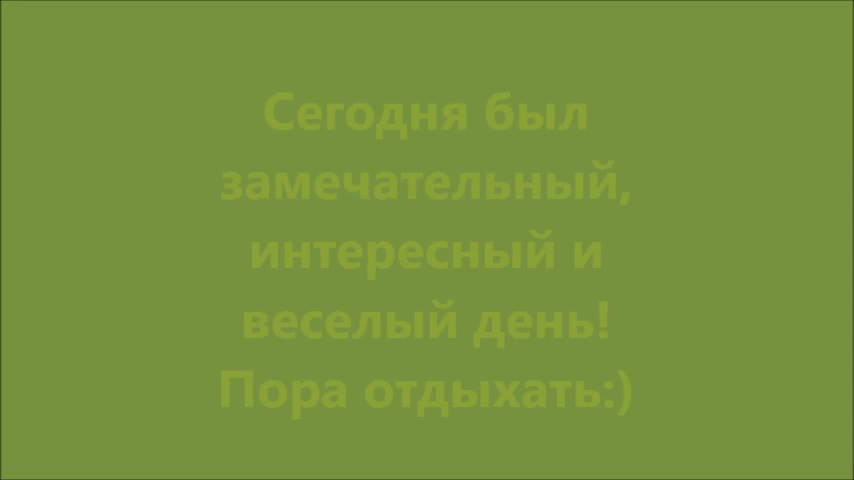 Сегодня был
замечательный,
интересный и
веселый день!
Пора отдыхать:)